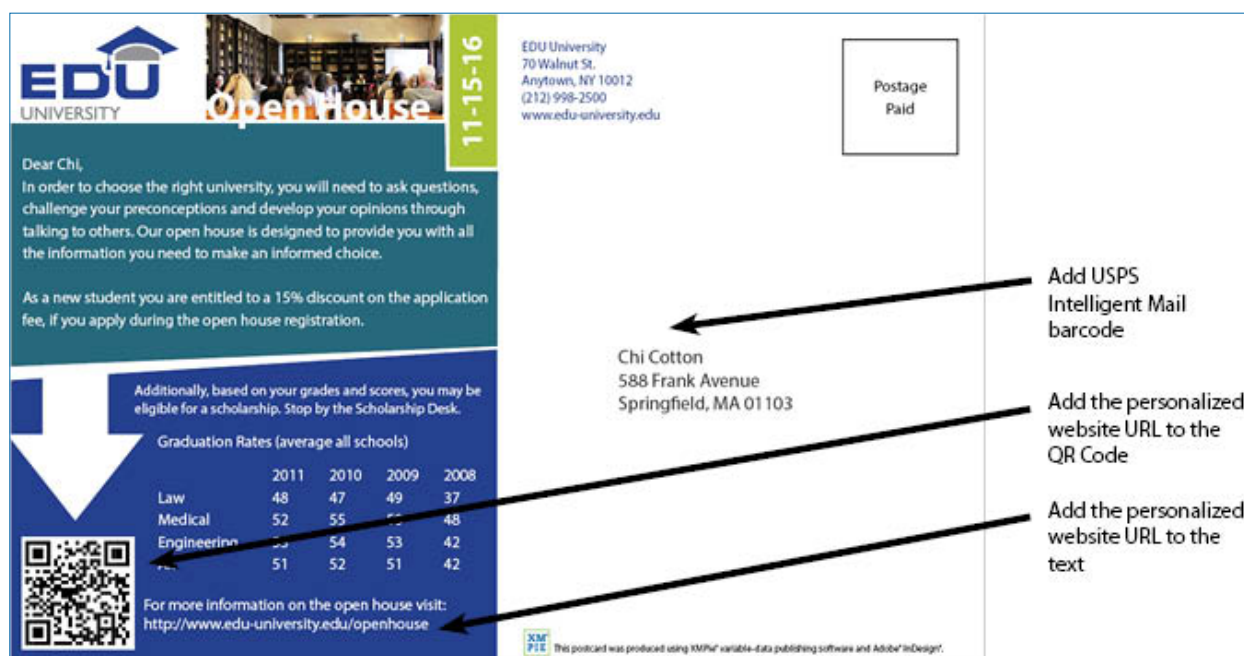 EDU
UNIVERSITY
Open House
11-15-16
Dear Chi,
In order to choose the right university, you will need to ask questions,
challenge your preconceptions and develop your opinions through
talking to others. Our open house is designed to provide you with all
the information you need to make an informed choice.
As a new student you are entitled to a 15% discount on the application
fee, if you apply during the open house registration.
Additionally, based on your grades and scores, you may be
eligible for a scholarship. Stop by the Scholarship Desk.
Graduation Rates (average all schools)
2011 2010 2009 2008
Law 48 47 49 37
Medical 52 55 48
Engineering 54 53 42
51 52 51 42
For more information on the open house visit:
http://www.edu-university.edu/openhouse
EDU University
70 Walnut St.
Anytown, NY 10012
(212) 998-2500
www.edu-university.edu
Postage
Paid
Chi Cotton
588 Frank Avenue
Springfield, MA 01103
XM
PIE
This postcard was produced using XMPie® variable-data publishing software and Adobe® InDesign®.
Add USPS
Intelligent Mail
barcode
Add the personalized
website URL to the
QR Code
Add the personalized
website URL to the
text